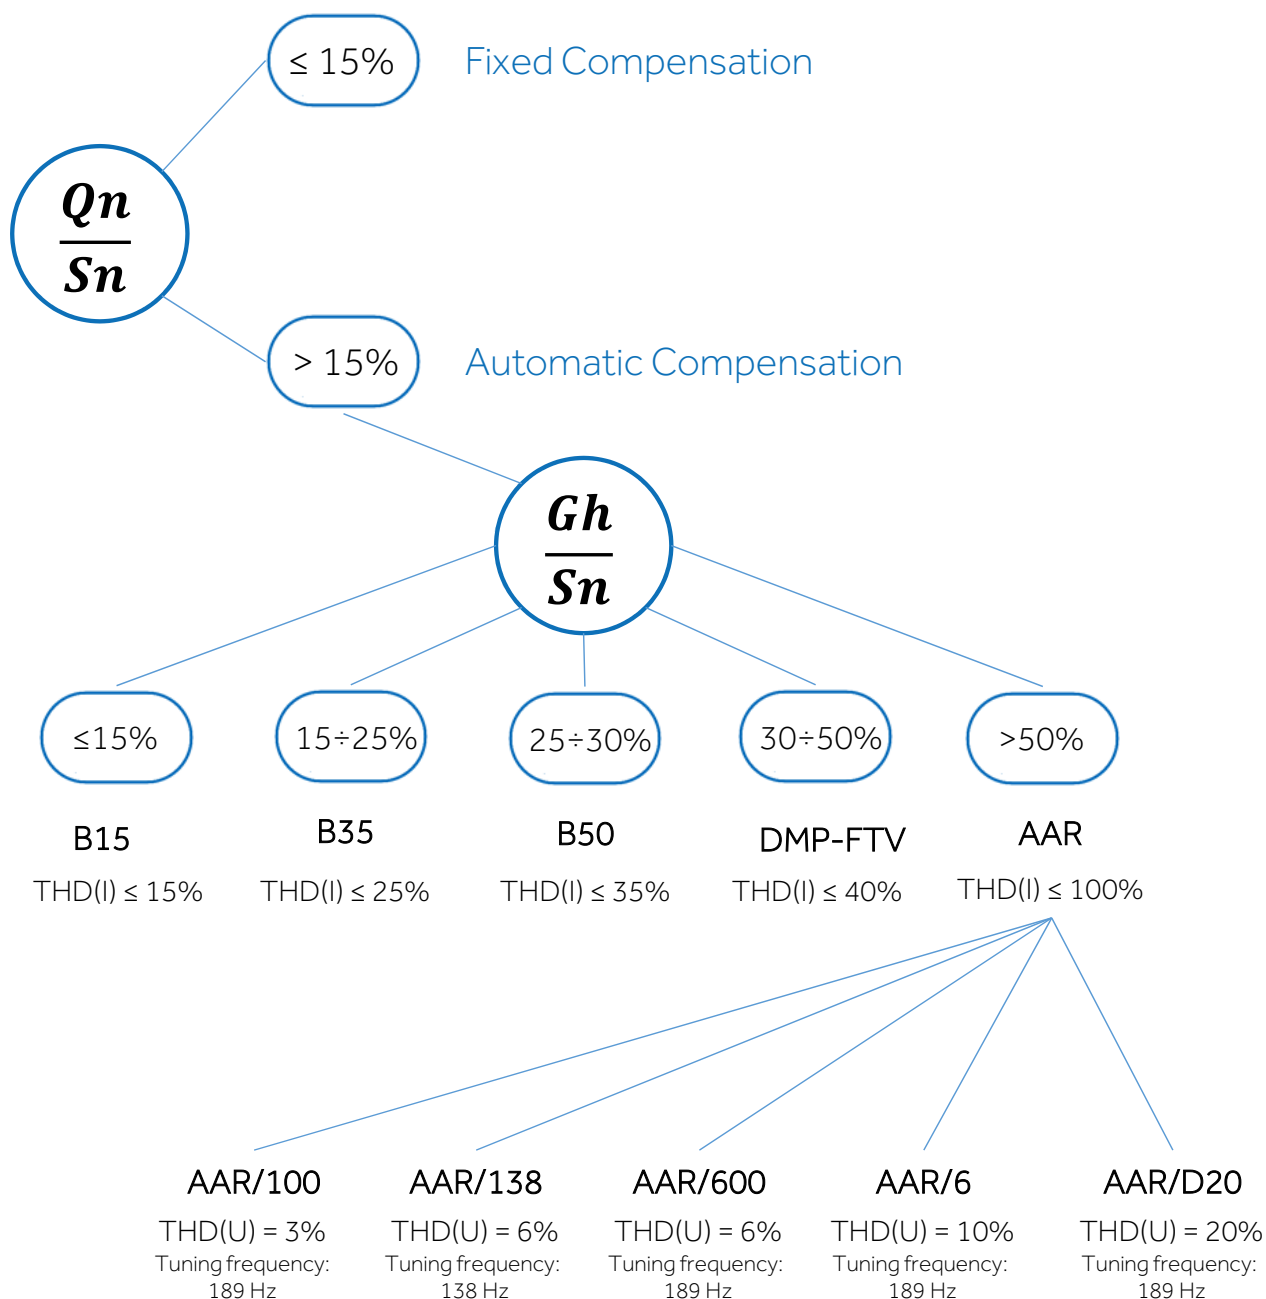 ≤ 15%
Fixed Compensation
Qn
Sn
> 15%
Automatic Compensation
Gh
Sn
≤15%
15÷25%
25÷30%
30÷50%
>50%
B15
B35
B50
DMP-FTV
AAR
THD(I) ≤ 15%
THD(I) ≤ 25%
THD(I) ≤ 35%
THD(I) ≤ 40%
THD(I) ≤ 100%
AAR/100
THD(U) = 3%
Tuning frequency:
189 Hz
AAR/138
THD(U) = 6%
Tuning frequency:
138 Hz
AAR/600
THD(U) = 6%
Tuning frequency:
189 Hz
AAR/6
THD(U) = 10%
Tuning frequency:
189 Hz
AAR/D20
THD(U) = 20%
Tuning frequency:
189 Hz